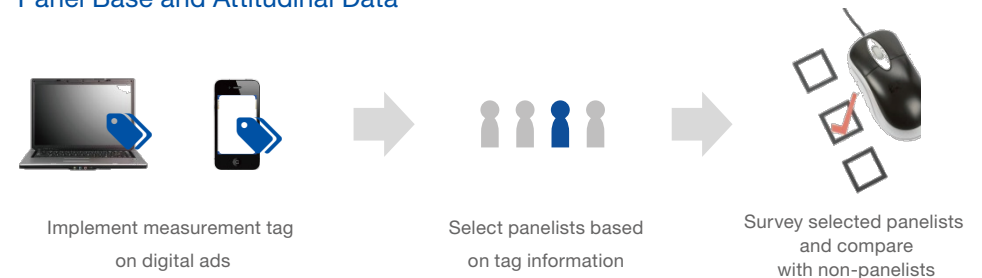 Panel Base and Attitudinal Data
Implement measurement tag
on digital ads
Select panelists based
on tag information
Survey selected panelists
and compare
with non-panelists